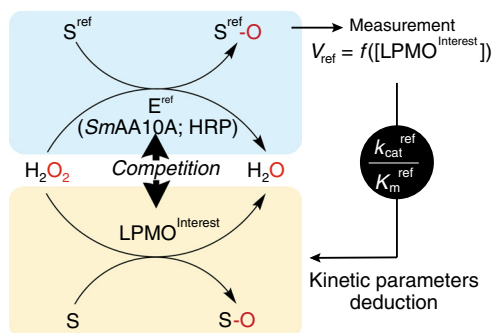 S^ref
S^ref-O
Measurement
V_ref = f([LPMO^Interest])
E^ref
(SmAA10A; HRP)
H₂O₂
Competition
H₂O
k_cat^ref
K_m^ref
LPMO^Interest
Kinetic parameters
deduction
S
S-O